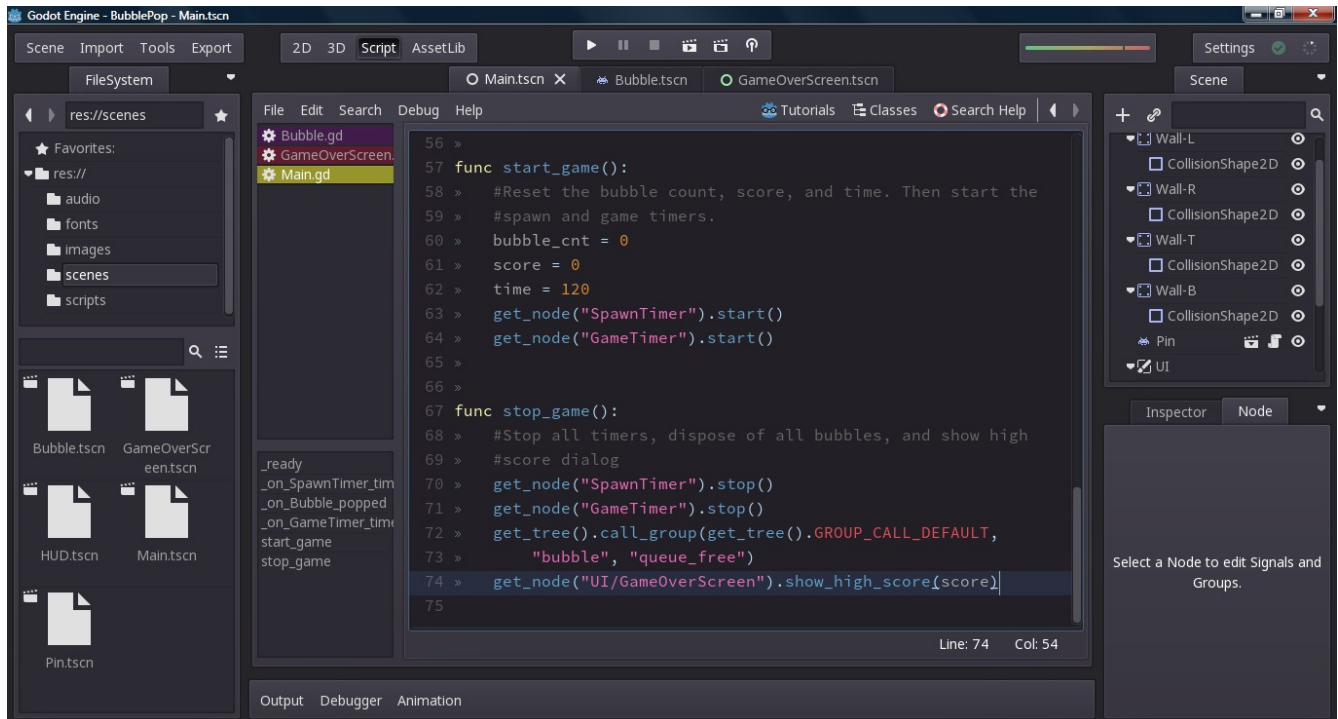 Godot Engine - BubblePop - Main.tscn
Scene Import Tools Export
2D 3D Script AssetLib
Settings
FileSystem
Main.tscn X Bubble.tscn GameOverScreen.tscn
Scene
res://scenes
Favorites:
res://
audio
fonts
images
scenes
scripts
Bubble.tscn
GameOverScr
een.tscn
HUD.tscn
Main.tscn
Pin.tscn
File Edit Search Debug Help
Tutorials Classes Search Help
Bubble.gd
GameOverScreen.
Main.gd
_ready
_on_SpawnTimer_tim
_on_Bubble_popped
_on_GameTimer_time
start_game
stop_game
56 »
57 func start_game():
58 » #Reset the bubble count, score, and time. Then start the
59 » #spawn and game timers.
60 » bubble_cnt = 0
61 » score = 0
62 » time = 120
63 » get_node("SpawnTimer").start()
64 » get_node("GameTimer").start()
65 »
66 »
67 func stop_game():
68 » #Stop all timers, dispose of all bubbles, and show high
69 » #score dialog
70 » get_node("SpawnTimer").stop()
71 » get_node("GameTimer").stop()
72 » get_tree().call_group(get_tree().GROUP_CALL_DEFAULT,
73 » "bubble", "queue_free")
74 » get_node("UI/GameOverScreen").show_high_score(score)
75
Line: 74 Col: 54
Output Debugger Animation
Wall-L
CollisionShape2D
Wall-R
CollisionShape2D
Wall-T
CollisionShape2D
Wall-B
CollisionShape2D
Pin
UI
Inspector Node
Select a Node to edit Signals and
Groups.